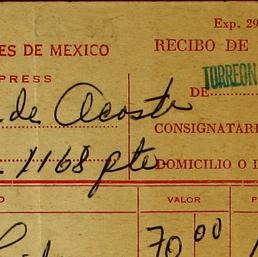 Exp. 29
ES DE MEXICO
RECIBO DE
PRESS
TORREON
DE
de Acosta
CONSIGNATARI
1168 pte.
DOMICILIO O
O VALOR P
70 00